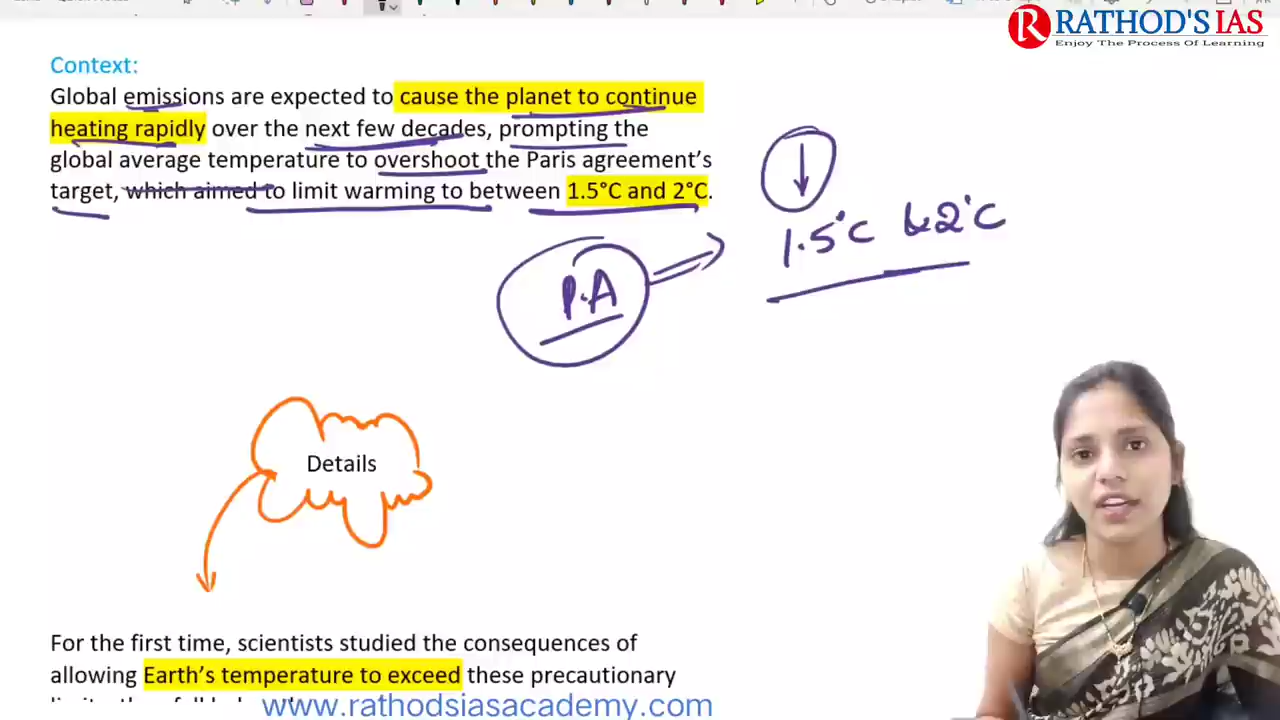 RATHOD'S IAS
Enjoy The Process Of Learning
Context:
Global emissions are expected to cause the planet to continue
heating rapidly over the next few decades, prompting the
global average temperature to overshoot the Paris agreement's
target, which aimed to limit warming to between 1.5°C and 2°C.
1.5°C & 2°C
P.A
Details
For the first time, scientists studied the consequences of
allowing Earth's temperature to exceed these precautionary
www.rathodsiasacademy.com